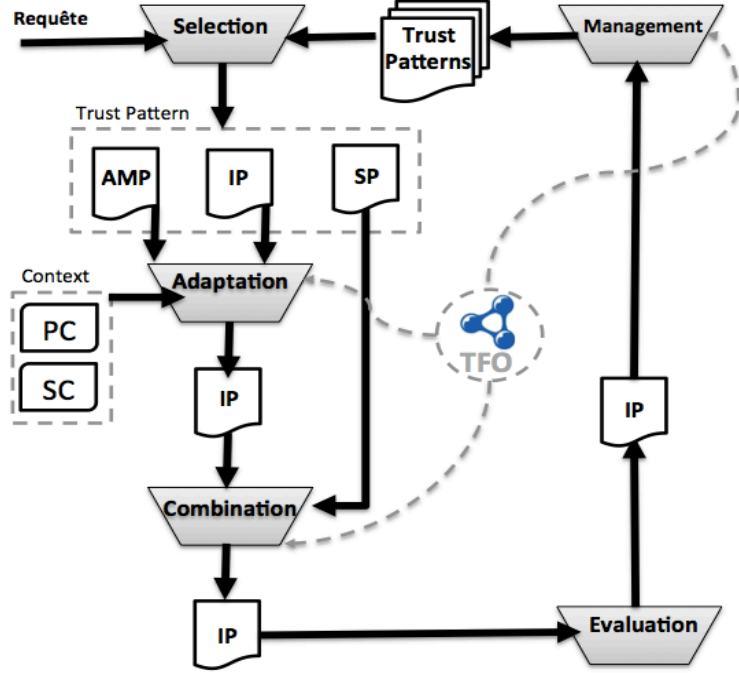 Requête
Selection
Trust
Patterns
Management
Trust Pattern
AMP
IP
SP
Context
Adaptation
PC
SC
TFO
IP
IP
Combination
IP
Evaluation